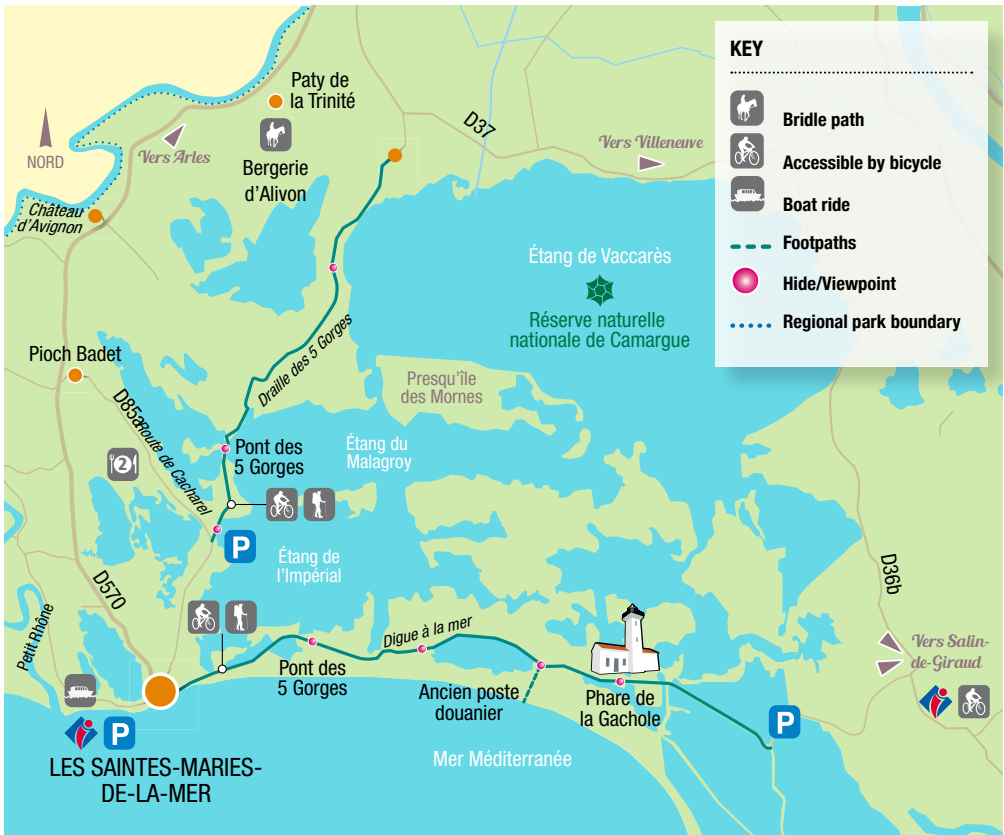 KEY
Bridle path
Accessible by bicycle
Boat ride
Footpaths
Hide/Viewpoint
Regional park boundary
NORD
Vers Arles
Paty de
la Trinité
Bergerie
d'Alivon
D37
Vers Villeneuve
Château
d'Avignon
Étang de Vaccarès
Réserve naturelle
nationale de Camargue
Draille des 5 Gorges
Pioch Badet
D85a
Route de Cacharel
Presqu'île
des Mornes
Étang du
Malagroy
Pont des
5 Gorges
2
P
Étang de
l'Impérial
D570
D36b
Petit Rhône
Digue à la mer
Pont des
5 Gorges
Ancien poste
douanier
Phare de
la Gachole
Vers Salin-
de-Giraud
P
P
Mer Méditerranée
LES SAINTES-MARIES-
DE-LA-MER